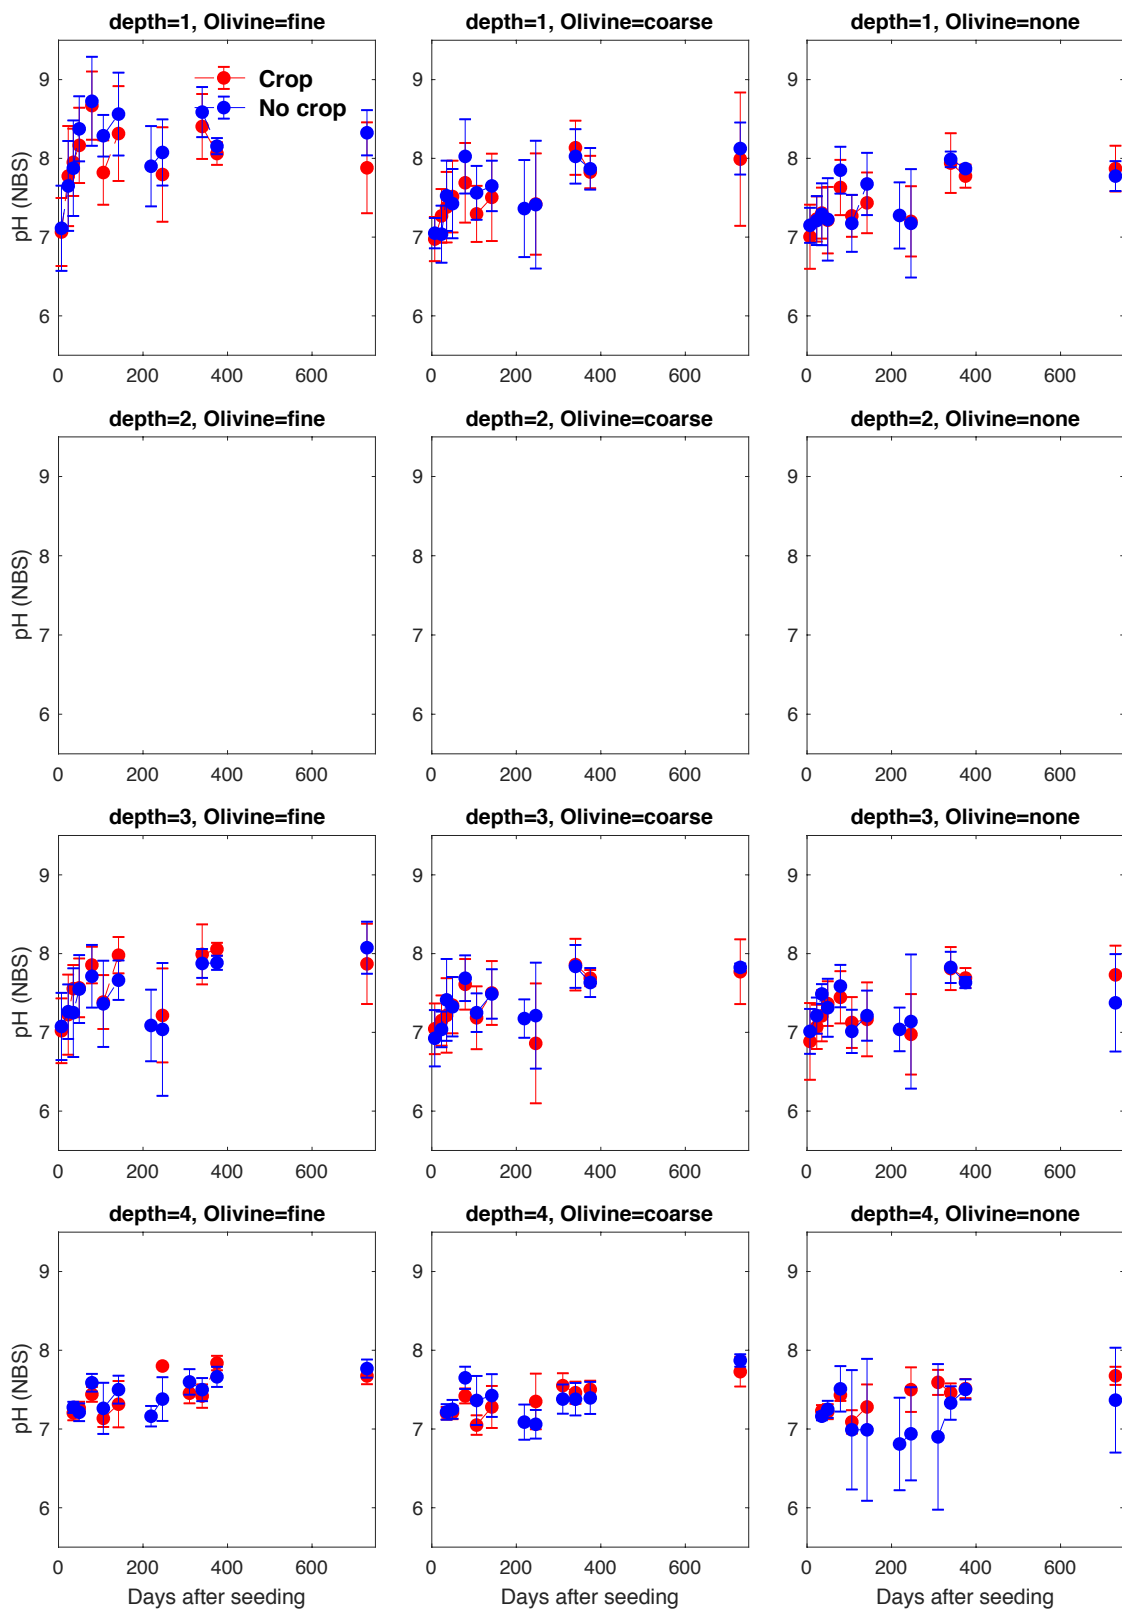 depth=1, Olivine=fine
depth=1, Olivine=coarse
depth=1, Olivine=none
9
8
7
6
pH (NBS)
Crop
No crop
0 200 400 600
9
8
7
6
0 200 400 600
9
8
7
6
0 200 400 600
depth=2, Olivine=fine
depth=2, Olivine=coarse
depth=2, Olivine=none
9
8
7
6
pH (NBS)
0 200 400 600
9
8
7
6
0 200 400 600
9
8
7
6
0 200 400 600
depth=3, Olivine=fine
depth=3, Olivine=coarse
depth=3, Olivine=none
9
8
7
6
pH (NBS)
0 200 400 600
9
8
7
6
0 200 400 600
9
8
7
6
0 200 400 600
depth=4, Olivine=fine
depth=4, Olivine=coarse
depth=4, Olivine=none
9
8
7
6
pH (NBS)
0 200 400 600
Days after seeding
9
8
7
6
0 200 400 600
Days after seeding
9
8
7
6
0 200 400 600
Days after seeding